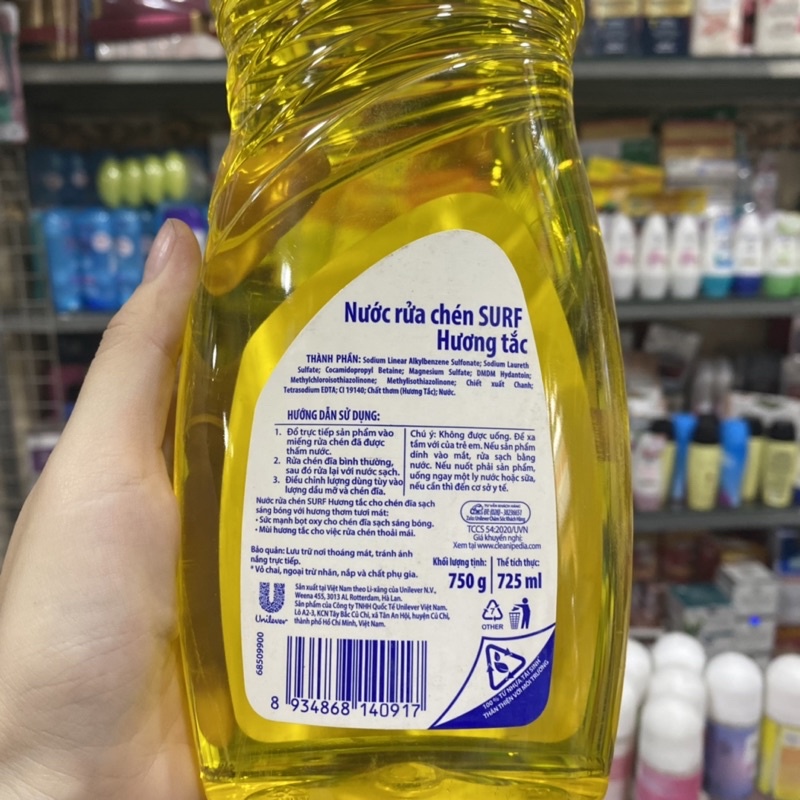 Nước rửa chén SURF
Hương tắc
THÀNH PHẦN: Sodium Linear Alkylbenzene Sulfonate; Sodium Laureth
Sulfate; Cocamidopropyl Betaine; Magnesium Sulfate; DMDM Hydantoin;
Methylchloroisothiazolinone; Methylisothiazolinone; Chiết xuất Chanh;
Tetrasodium EDTA; CI 19140; Chất thơm (Hương Tắc); Nước.
HƯỚNG DẪN SỬ DỤNG:
1. Đổ trực tiếp sản phẩm vào
miếng rửa chén đã được
thấm nước.
2. Rửa chén đĩa bình thường,
sau đó rửa lại với nước sạch.
3. Điều chỉnh lượng dùng tùy vào
lượng dầu mỡ và chén đĩa.
Chú ý: Không được uống. Để xa
tầm với của trẻ em. Nếu sản phẩm
dính vào mắt, rửa sạch bằng
nước. Nếu nuốt phải sản phẩm,
uống ngay một ly nước hoặc sữa,
nếu cần thì đến cơ sở y tế.
Nước rửa chén SURF Hương tắc cho chén đĩa sạch
sáng bóng với hương thơm tươi mát:
• Sức mạnh bọt oxy cho chén đĩa sạch sáng bóng.
• Mùi hương tắc cho việc rửa chén thoải mái.
TCCS 54:2020/UVN
Giá khuyến nghị:
Xem tại www.cleanipedia.com
Bảo quản: Lưu trữ nơi thoáng mát, tránh ánh
nắng trực tiếp.
* Vỏ chai, ngoại trừ nhãn, nắp và chất phụ gia.
Khối lượng tịnh:
750 g
Thể tích thực:
725 ml
Unilever
Sản xuất tại Việt Nam theo Li-xăng của Unilever N.V.,
Weena 455, 3013 AL Rotterdam, Hà Lan.
Sản phẩm của Công ty TNHH Quốc Tế Unilever Việt Nam.
Lô A2-3, KCN Tây Bắc Củ Chi, xã Tân An Hội, huyện Củ Chi,
thành phố Hồ Chí Minh, Việt Nam.
7
OTHER
68509900
8 934868 140917
100 % TỪ NHỰA TÁI SINH
THÂN THIỆN VỚI MÔI TRƯỜNG